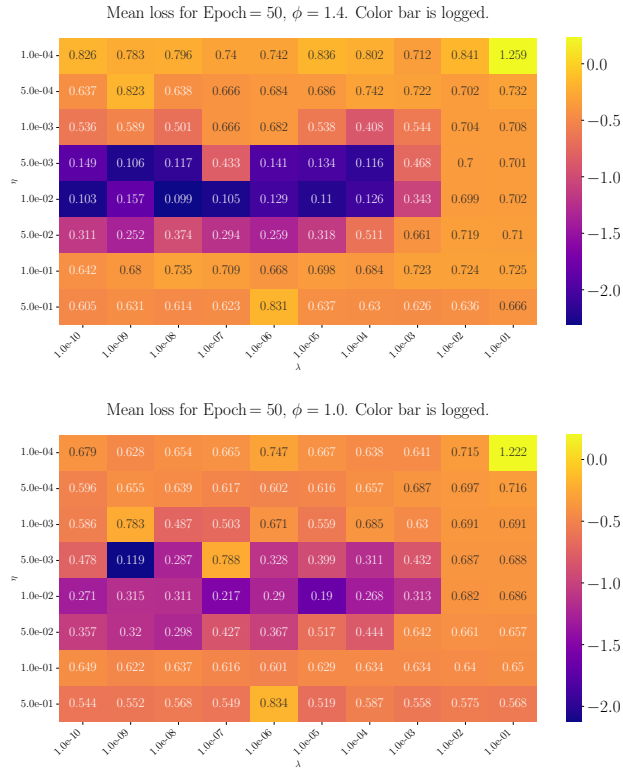 Mean loss for Epoch = 50, ϕ = 1.4. Color bar is logged.
1.0e-04 0.826 0.783 0.796 0.74 0.742 0.836 0.802 0.712 0.841 1.259
5.0e-04 0.637 0.823 0.638 0.666 0.684 0.686 0.742 0.722 0.702 0.732
1.0e-03 0.536 0.589 0.501 0.666 0.682 0.538 0.408 0.544 0.704 0.708
5.0e-03 0.149 0.106 0.117 0.433 0.141 0.134 0.116 0.468 0.7 0.701
η
1.0e-02 0.103 0.157 0.099 0.105 0.129 0.11 0.126 0.343 0.699 0.702
5.0e-02 0.311 0.252 0.374 0.294 0.259 0.318 0.511 0.661 0.719 0.71
1.0e-01 0.642 0.68 0.735 0.709 0.668 0.698 0.684 0.723 0.724 0.725
5.0e-01 0.605 0.631 0.614 0.623 0.831 0.637 0.63 0.626 0.636 0.666
1.0e-10 1.0e-09 1.0e-08 1.0e-07 1.0e-06 1.0e-05 1.0e-04 1.0e-03 1.0e-02 1.0e-01
λ
0.0
−0.5
−1.0
−1.5
−2.0
Mean loss for Epoch = 50, ϕ = 1.0. Color bar is logged.
1.0e-04 0.679 0.628 0.654 0.665 0.747 0.667 0.638 0.641 0.715 1.222
5.0e-04 0.596 0.655 0.639 0.617 0.602 0.616 0.657 0.687 0.697 0.716
1.0e-03 0.586 0.783 0.487 0.503 0.671 0.559 0.685 0.63 0.691 0.691
5.0e-03 0.478 0.119 0.287 0.788 0.328 0.399 0.311 0.432 0.687 0.688
η
1.0e-02 0.271 0.315 0.311 0.217 0.29 0.19 0.268 0.313 0.682 0.686
5.0e-02 0.357 0.32 0.298 0.427 0.367 0.517 0.444 0.642 0.661 0.657
1.0e-01 0.649 0.622 0.637 0.616 0.601 0.629 0.634 0.634 0.64 0.65
5.0e-01 0.544 0.552 0.568 0.549 0.834 0.519 0.587 0.558 0.575 0.568
1.0e-10 1.0e-09 1.0e-08 1.0e-07 1.0e-06 1.0e-05 1.0e-04 1.0e-03 1.0e-02 1.0e-01
λ
0.0
−0.5
−1.0
−1.5
−2.0